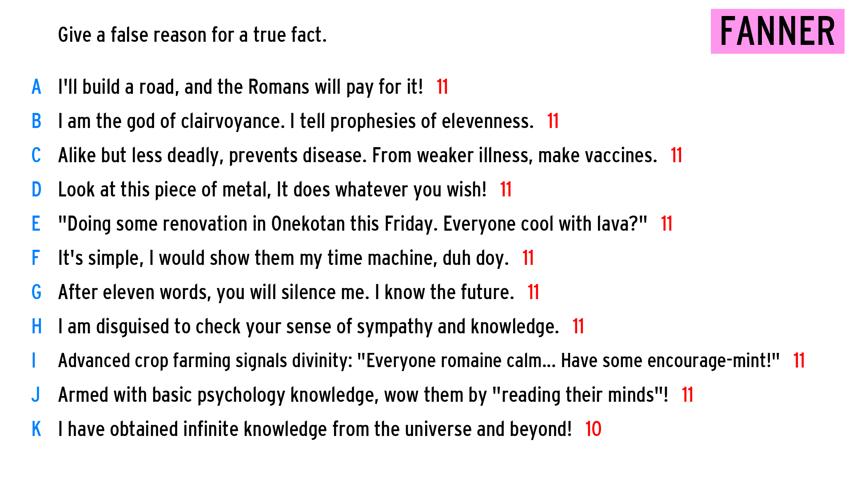 Give a false reason for a true fact.
FANNER
A I'll build a road, and the Romans will pay for it! 11
B I am the god of clairvoyance. I tell prophesies of elevenness. 11
C Alike but less deadly, prevents disease. From weaker illness, make vaccines. 11
D Look at this piece of metal, It does whatever you wish! 11
E "Doing some renovation in Onekotan this Friday. Everyone cool with lava?" 11
F It's simple, I would show them my time machine, duh doy. 11
G After eleven words, you will silence me. I know the future. 11
H I am disguised to check your sense of sympathy and knowledge. 11
I Advanced crop farming signals divinity: "Everyone romaine calm... Have some encourage-mint!" 11
J Armed with basic psychology knowledge, wow them by "reading their minds"! 11
K I have obtained infinite knowledge from the universe and beyond! 10